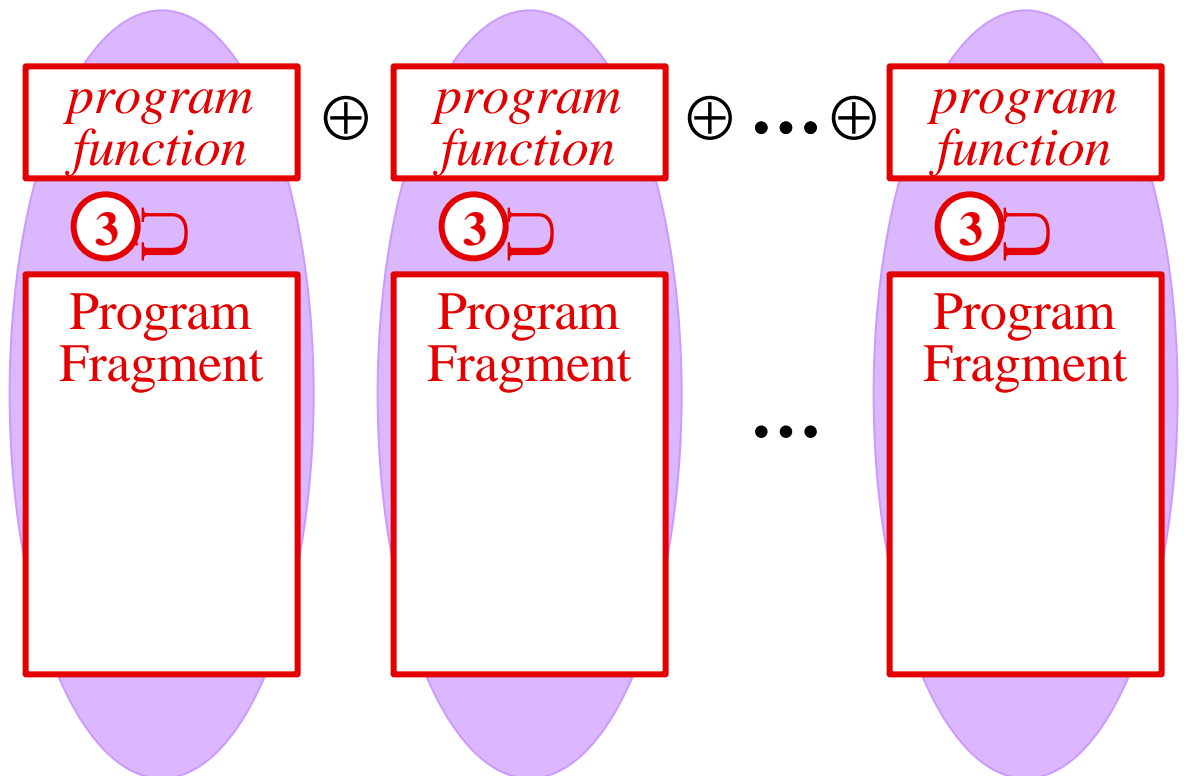 program function ⊕ program function ⊕ ... ⊕ program function
3 ⊃ 3 ⊃ 3 ⊃
Program Fragment Program Fragment ... Program Fragment